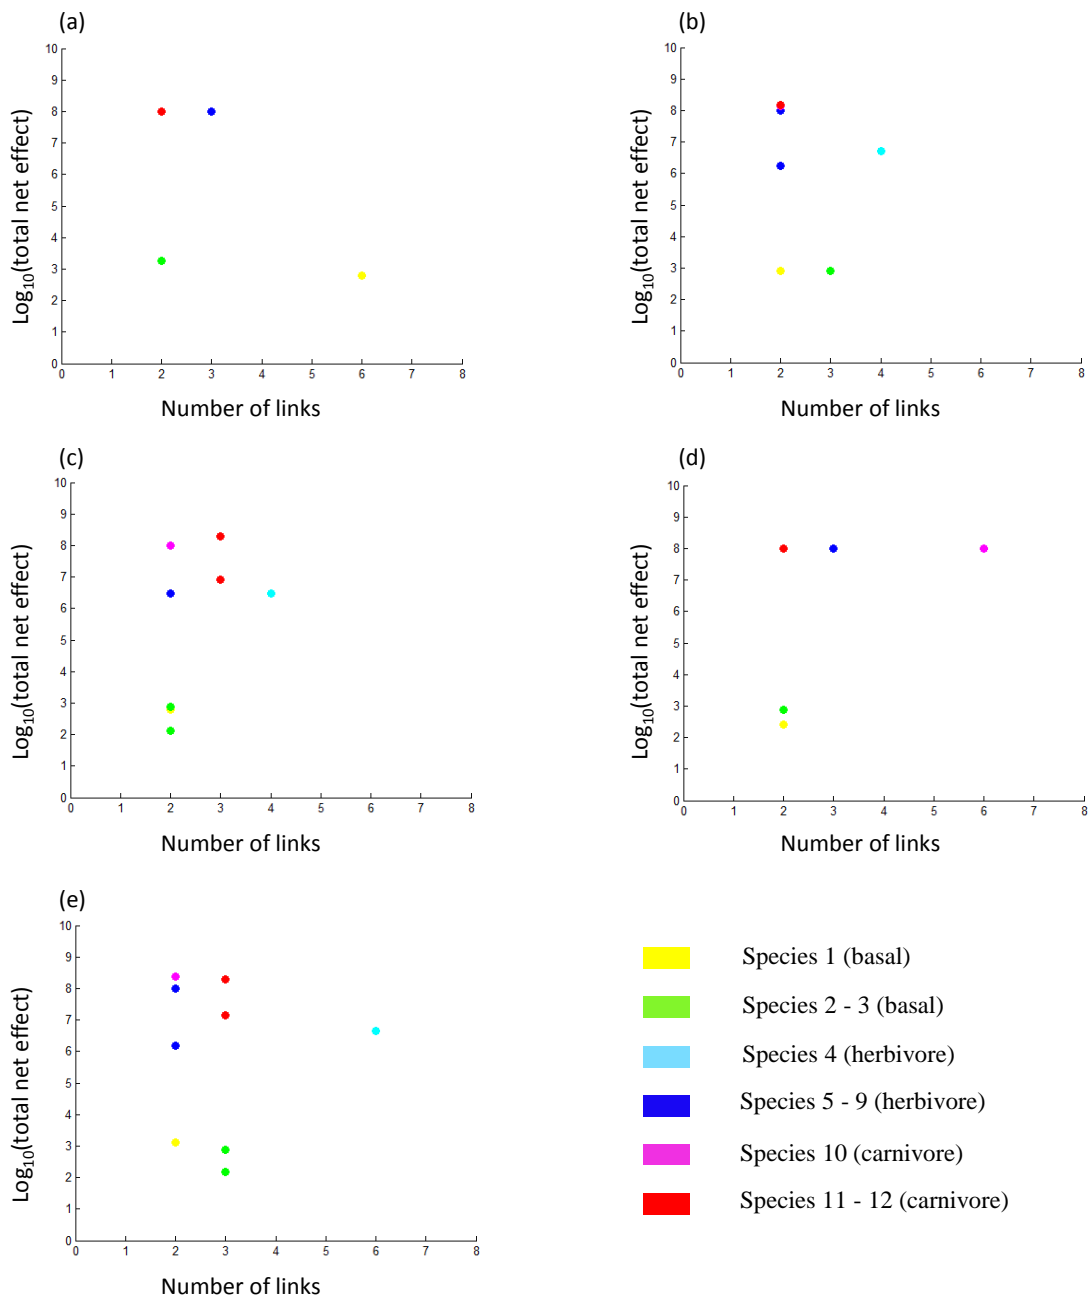 (a)
10
9
8
7
6
5
4
3
2
1
0
0 1 2 3 4 5 6 7 8
Log10(total net effect)
Number of links
(b)
10
9
8
7
6
5
4
3
2
1
0
0 1 2 3 4 5 6 7 8
Log10(total net effect)
Number of links
(c)
10
9
8
7
6
5
4
3
2
1
0
0 1 2 3 4 5 6 7 8
Log10(total net effect)
Number of links
(d)
10
9
8
7
6
5
4
3
2
1
0
0 1 2 3 4 5 6 7 8
Log10(total net effect)
Number of links
(e)
10
9
8
7
6
5
4
3
2
1
0
0 1 2 3 4 5 6 7 8
Log10(total net effect)
Number of links
Species 1 (basal)
Species 2 - 3 (basal)
Species 4 (herbivore)
Species 5 - 9 (herbivore)
Species 10 (carnivore)
Species 11 - 12 (carnivore)